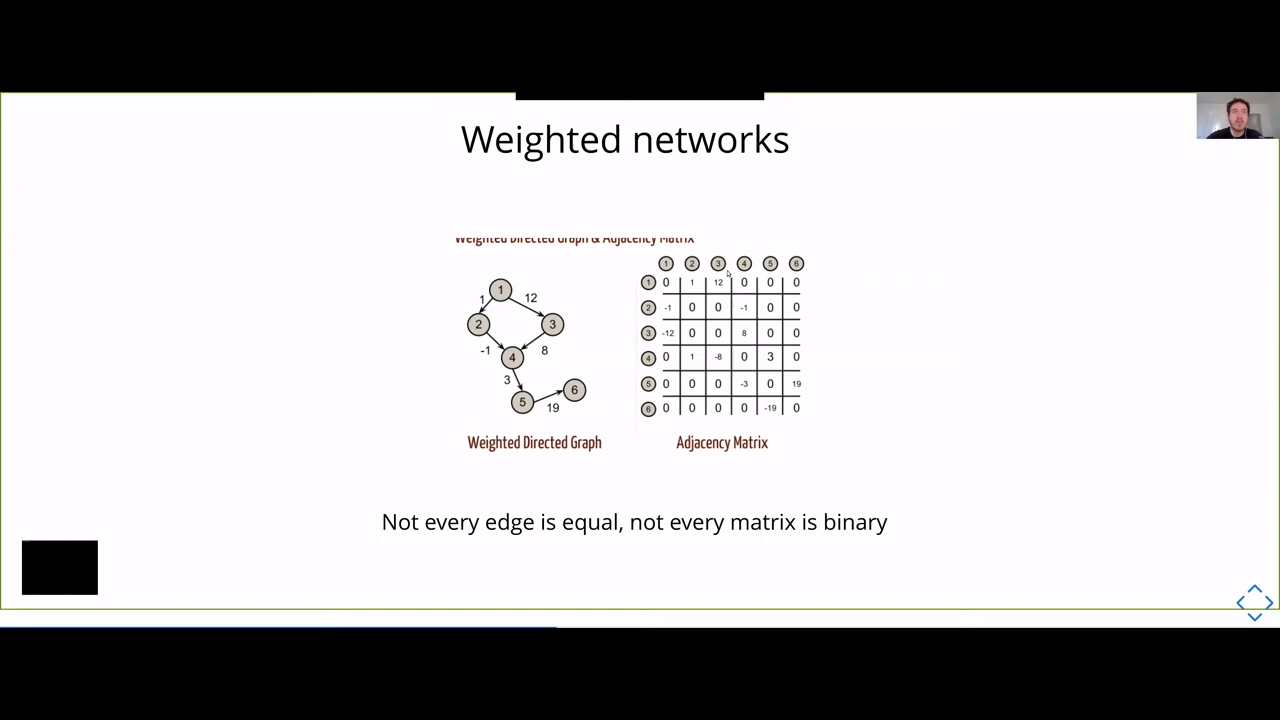 Weighted networks
Weighted Directed Graph & Adjacency Matrix
1 2 3 4 5 6
1 0 1 12 0 0 0
2 -1 0 0 -1 0 0
3 -12 0 0 8 0 0
4 0 1 -8 0 3 0
5 0 0 0 -3 0 19
6 0 0 0 0 -19 0
1
1 12
2 3
-1 8
4
3
6
5
19
Weighted Directed Graph
Adjacency Matrix
Not every edge is equal, not every matrix is binary